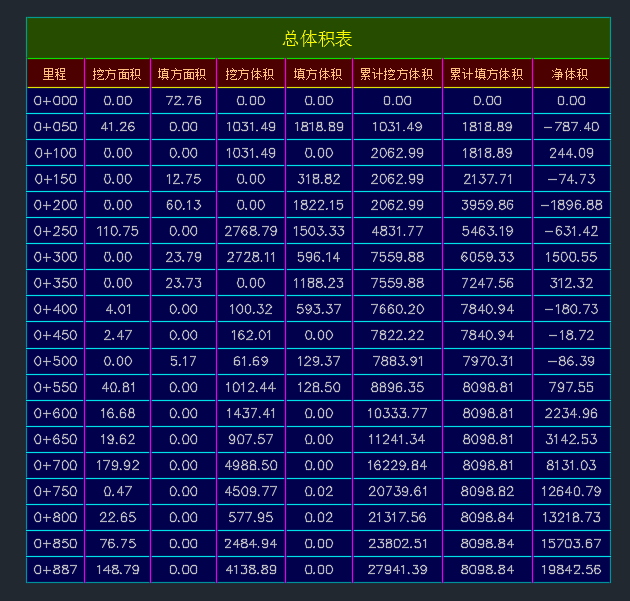 总体积表
里程 挖方面积 填方面积 挖方体积 填方体积 累计挖方体积 累计填方体积 净体积
0+000 0.00 72.76 0.00 0.00 0.00 0.00 0.00
0+050 41.26 0.00 1031.49 1818.89 1031.49 1818.89 -787.40
0+100 0.00 0.00 1031.49 0.00 2062.99 1818.89 244.09
0+150 0.00 12.75 0.00 318.82 2062.99 2137.71 -74.73
0+200 0.00 60.13 0.00 1822.15 2062.99 3959.86 -1896.88
0+250 110.75 0.00 2768.79 1503.33 4831.77 5463.19 -631.42
0+300 0.00 23.79 2728.11 596.14 7559.88 6059.33 1500.55
0+350 0.00 23.73 0.00 1188.23 7559.88 7247.56 312.32
0+400 4.01 0.00 100.32 593.37 7660.20 7840.94 -180.73
0+450 2.47 0.00 162.01 0.00 7822.22 7840.94 -18.72
0+500 0.00 5.17 61.69 129.37 7883.91 7970.31 -86.39
0+550 40.81 0.00 1012.44 128.50 8896.35 8098.81 797.55
0+600 16.68 0.00 1437.41 0.00 10333.77 8098.81 2234.96
0+650 19.62 0.00 907.57 0.00 11241.34 8098.81 3142.53
0+700 179.92 0.00 4988.50 0.00 16229.84 8098.81 8131.03
0+750 0.47 0.00 4509.77 0.02 20739.61 8098.82 12640.79
0+800 22.65 0.00 577.95 0.02 21317.56 8098.84 13218.73
0+850 76.75 0.00 2484.94 0.00 23802.51 8098.84 15703.67
0+887 148.79 0.00 4138.89 0.00 27941.39 8098.84 19842.56